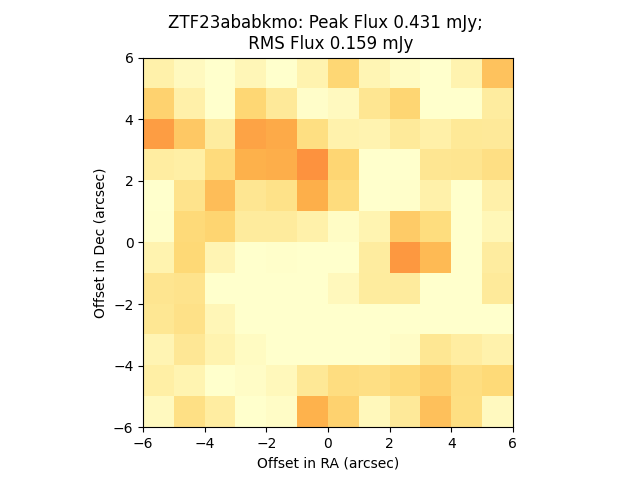 ZTF23ababkmo: Peak Flux 0.431 mJy;
RMS Flux 0.159 mJy
6
4
2
0
−2
−4
−6
Offset in Dec (arcsec)
−6 −4 −2 0 2 4 6
Offset in RA (arcsec)